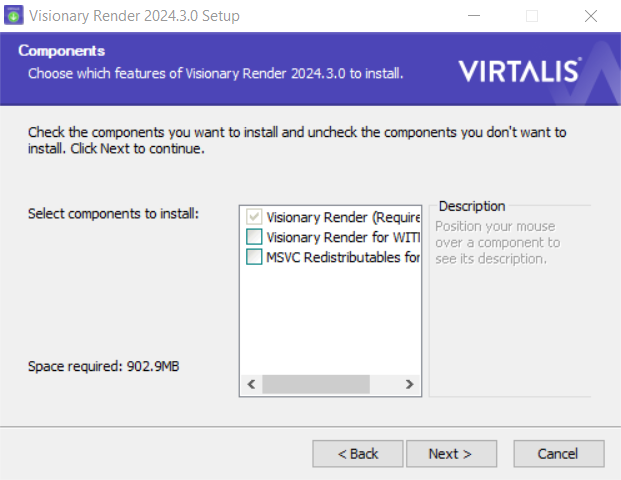 Visionary Render 2024.3.0 Setup
Components
Choose which features of Visionary Render 2024.3.0 to install.
VIRTALIS
Check the components you want to install and uncheck the components you don't want to
install. Click Next to continue.
Select components to install:
Visionary Render (Require
Visionary Render for WIT
MSVC Redistributables for
Description
Position your mouse
over a component to
see its description.
Space required: 902.9MB
< Back
Next >
Cancel